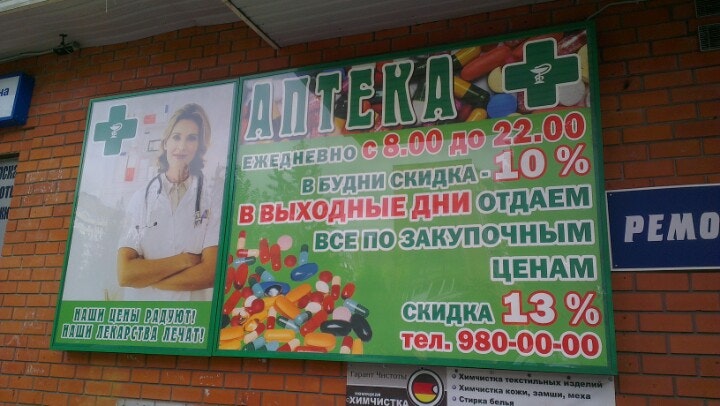 АПТЕКА
ЕЖЕДНЕВНО С 8.00 ДО 22.00
В БУДНИ СКИДКА - 10 %
В ВЫХОДНЫЕ ДНИ ОТДАЕМ
ВСЕ ПО ЗАКУПОЧНЫМ
ЦЕНАМ
СКИДКА 13 %
тел. 980-00-00
НАШИ ЦЕНЫ РАДУЮТ!
НАШИ ЛЕКАРСТВА ЛЕЧАТ!
РЕМО
Гарант Чистоты
ХИМЧИСТКА
• Химчистка текстильных изделий
• Химчистка кожи, замши, меха
• Стирка белья